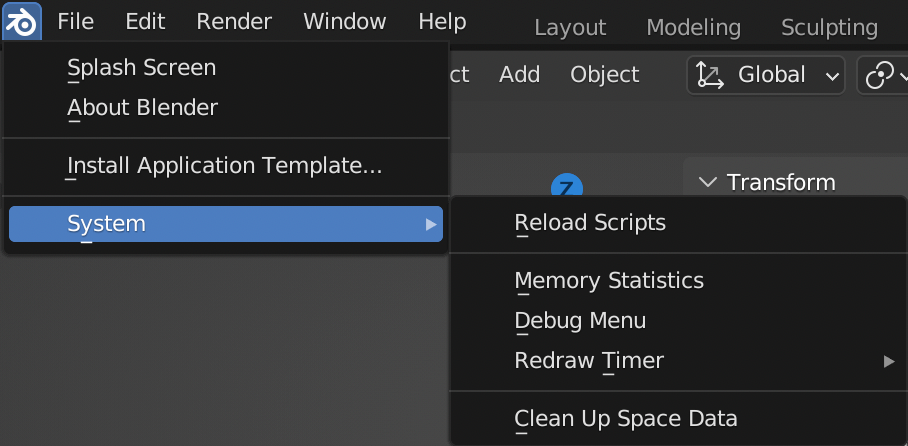 File Edit Render Window Help Layout Modeling Sculpting
Splash Screen
ct Add Object Global
About Blender
Install Application Template...
Z
Transform
System
Reload Scripts
Memory Statistics
Debug Menu
Redraw Timer
Clean Up Space Data